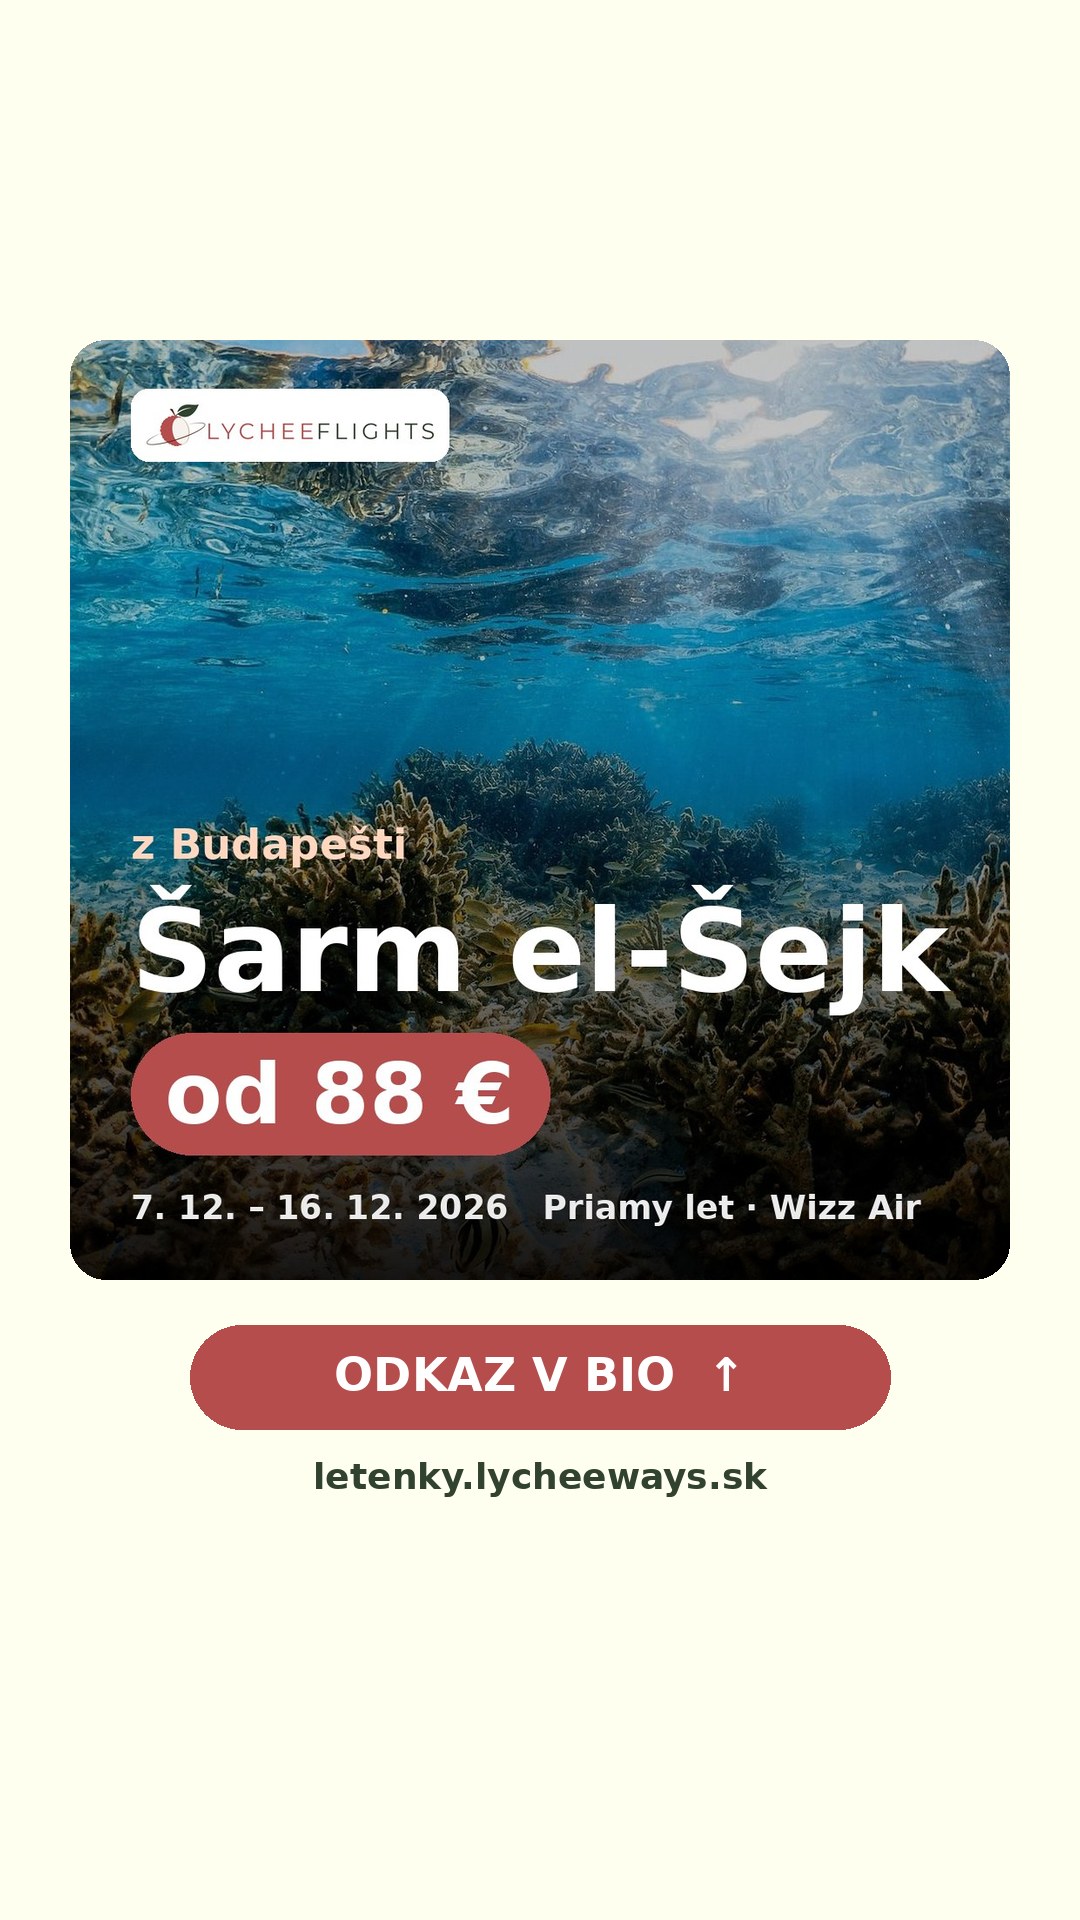 LYCHEEFLIGHTS
z Budapešti
Šarm el-Šejk
od 88 €
7. 12. – 16. 12. 2026 Priamy let · Wizz Air
ODKAZ V BIO ↑
letenky.lycheeways.sk